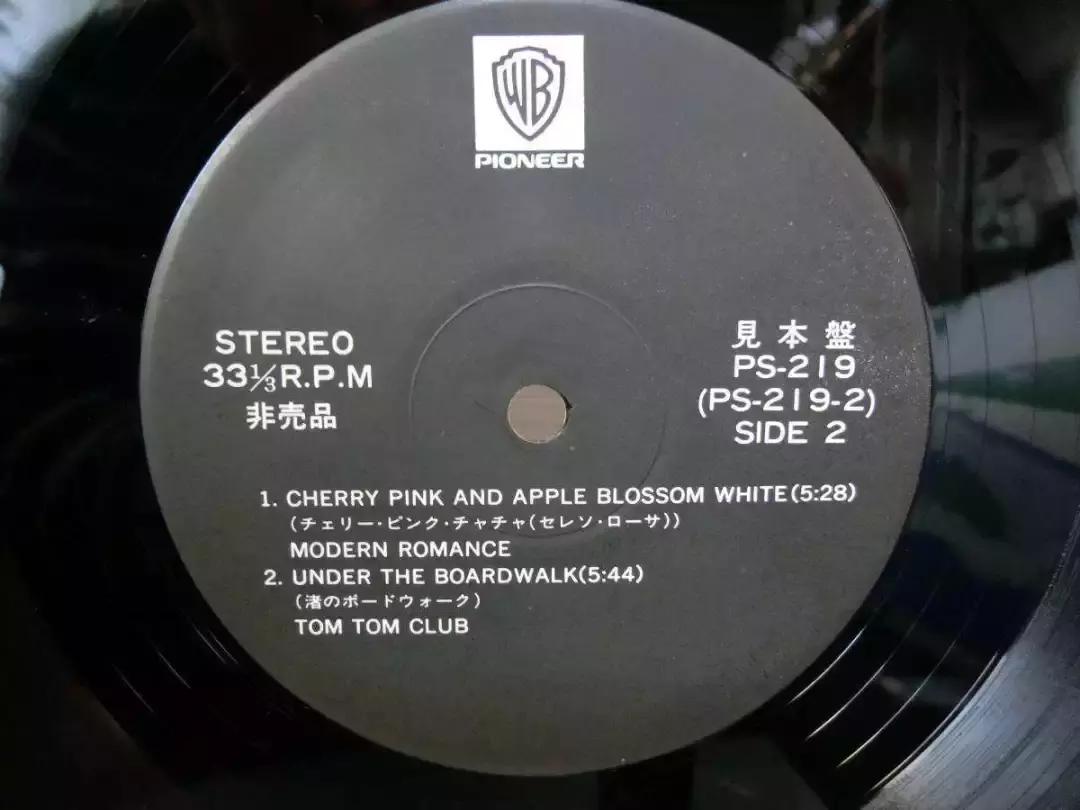 WB
PIONEER
STEREO
33⅓R.P.M
非売品
見本盤
PS-219
(PS-219-2)
SIDE 2
1. CHERRY PINK AND APPLE BLOSSOM WHITE(5:28)
(チェリー・ピンク・チャチャ(セレソ・ローサ))
MODERN ROMANCE
2. UNDER THE BOARDWALK(5:44)
(渚のボードウォーク)
TOM TOM CLUB